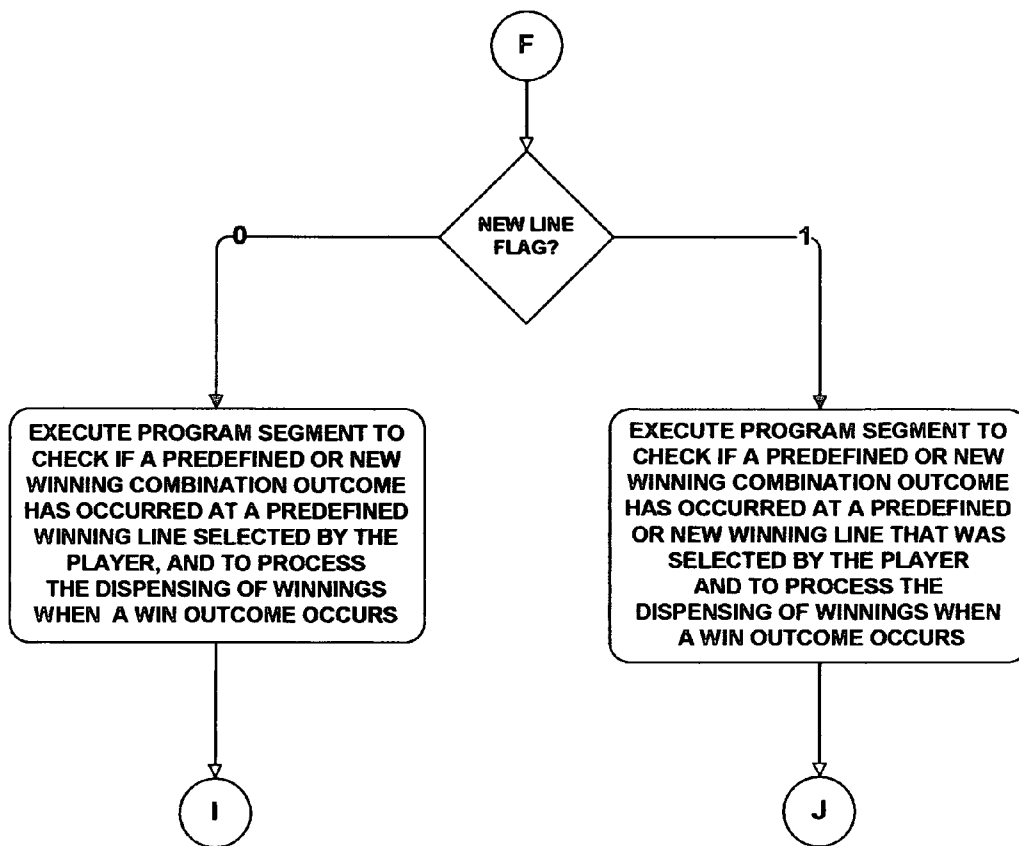 F
NEW LINE
FLAG?
0
1
EXECUTE PROGRAM SEGMENT TO
CHECK IF A PREDEFINED OR NEW
WINNING COMBINATION OUTCOME
HAS OCCURRED AT A PREDEFINED
WINNING LINE SELECTED BY THE
PLAYER, AND TO PROCESS
THE DISPENSING OF WINNINGS
WHEN A WIN OUTCOME OCCURS
EXECUTE PROGRAM SEGMENT TO
CHECK IF A PREDEFINED OR NEW
WINNING COMBINATION OUTCOME
HAS OCCURRED AT A PREDEFINED
OR NEW WINNING LINE THAT WAS
SELECTED BY THE PLAYER
AND TO PROCESS THE
DISPENSING OF WINNINGS WHEN
A WIN OUTCOME OCCURS
I
J